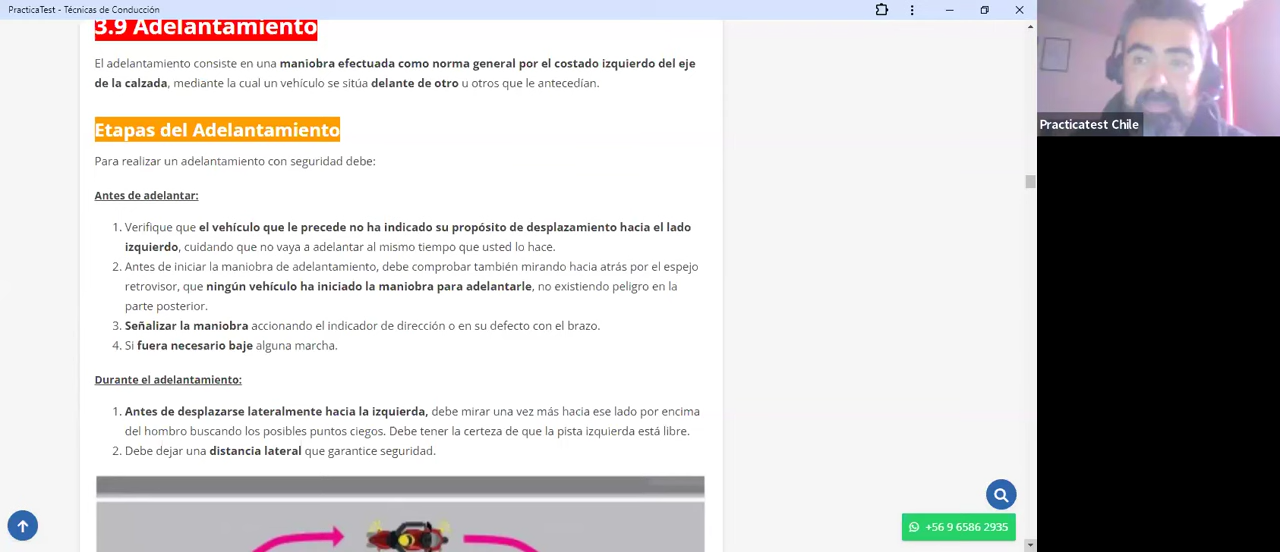 PracticaTest - Técnicas de Conducción
3.9 Adelantamiento
El adelantamiento consiste en una maniobra efectuada como norma general por el costado izquierdo del eje
de la calzada, mediante la cual un vehículo se sitúa delante de otro u otros que le antecedían.
Etapas del Adelantamiento
Para realizar un adelantamiento con seguridad debe:
Antes de adelantar:
1. Verifique que el vehículo que le precede no ha indicado su propósito de desplazamiento hacia el lado
izquierdo, cuidando que no vaya a adelantar al mismo tiempo que usted lo hace.
2. Antes de iniciar la maniobra de adelantamiento, debe comprobar también mirando hacia atrás por el espejo
retrovisor, que ningún vehículo ha iniciado la maniobra para adelantarle, no existiendo peligro en la
parte posterior.
3. Señalizar la maniobra accionando el indicador de dirección o en su defecto con el brazo.
4. Si fuera necesario baje alguna marcha.
Durante el adelantamiento:
1. Antes de desplazarse lateralmente hacia la izquierda, debe mirar una vez más hacia ese lado por encima
del hombro buscando los posibles puntos ciegos. Debe tener la certeza de que la pista izquierda está libre.
2. Debe dejar una distancia lateral que garantice seguridad.
Practicatest Chile
+56 9 6586 2935